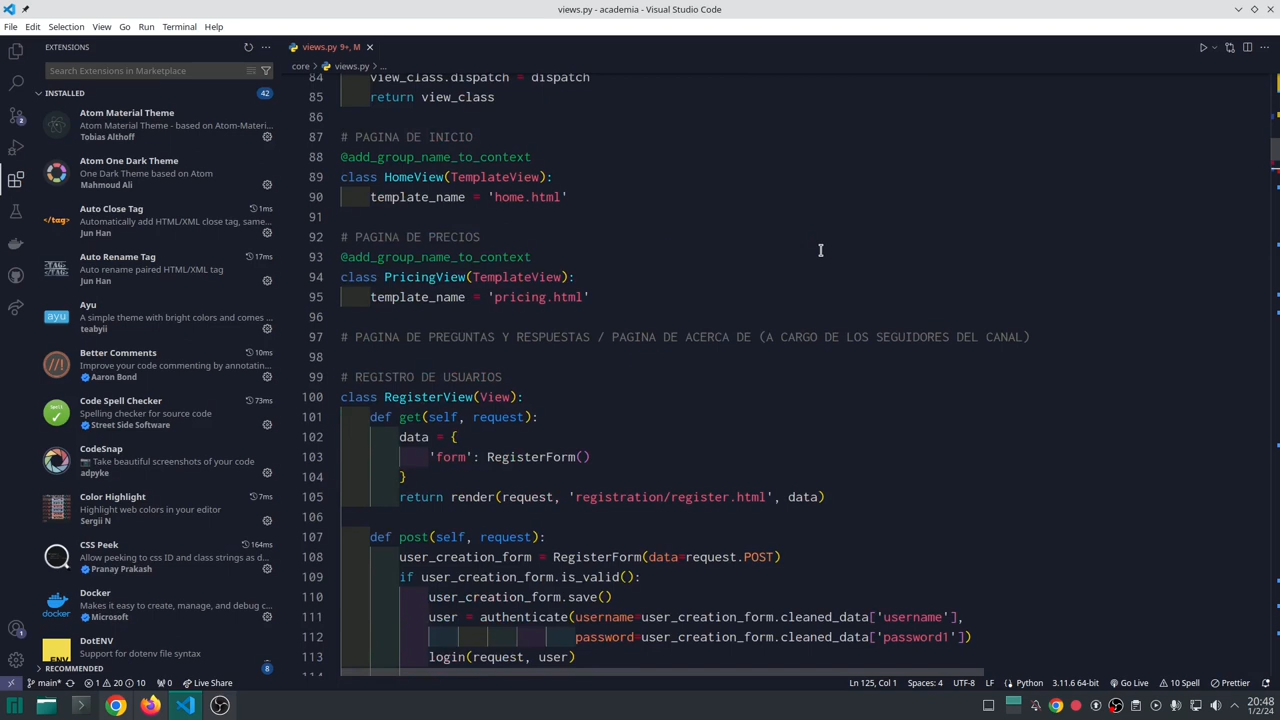 views.py - academia - Visual Studio Code
File Edit Selection View Go Run Terminal Help
EXTENSIONS
views.py 9+, M
Search Extensions in Marketplace
core > views.py > ...
INSTALLED 42
Atom Material Theme
Atom Material Theme - based on Atom-Materi...
Tobias Althoff
Atom One Dark Theme
One Dark Theme based on Atom
Mahmoud Ali
Auto Close Tag 1ms
Automatically add HTML/XML close tag, same...
Jun Han
Auto Rename Tag 17ms
Auto rename paired HTML/XML tag
Jun Han
Ayu
A simple theme with bright colors and comes ...
teabyii
Better Comments 10ms
Improve your code commenting by annotatin...
Aaron Bond
Code Spell Checker 73ms
Spelling checker for source code
Street Side Software
CodeSnap
📷 Take beautiful screenshots of your code
adpyke
Color Highlight 7ms
Highlight web colors in your editor
Sergii N
CSS Peek 164ms
Allow peeking to css ID and class strings as d...
Pranay Prakash
Docker
Makes it easy to create, manage, and debug c...
Microsoft
DotENV
Support for dotenv file syntax
RECOMMENDED 8
84 view_class.dispatch = dispatch
85 return view_class
86
87 # PAGINA DE INICIO
88 @add_group_name_to_context
89 class HomeView(TemplateView):
90 template_name = 'home.html'
91
92 # PAGINA DE PRECIOS
93 @add_group_name_to_context
94 class PricingView(TemplateView):
95 template_name = 'pricing.html'
96
97 # PAGINA DE PREGUNTAS Y RESPUESTAS / PAGINA DE ACERCA DE (A CARGO DE LOS SEGUIDORES DEL CANAL)
98
99 # REGISTRO DE USUARIOS
100 class RegisterView(View):
101 def get(self, request):
102 data = {
103 'form': RegisterForm()
104 }
105 return render(request, 'registration/register.html', data)
106
107 def post(self, request):
108 user_creation_form = RegisterForm(data=request.POST)
109 if user_creation_form.is_valid():
110 user_creation_form.save()
111 user = authenticate(username=user_creation_form.cleaned_data['username'],
112 password=user_creation_form.cleaned_data['password1'])
113 login(request, user)
main* 1 20 10 0 Live Share Ln 125, Col 1 Spaces: 4 UTF-8 LF Python 3.11.6 64-bit Go Live 10 Spell Prettier
20:48
1/2/24